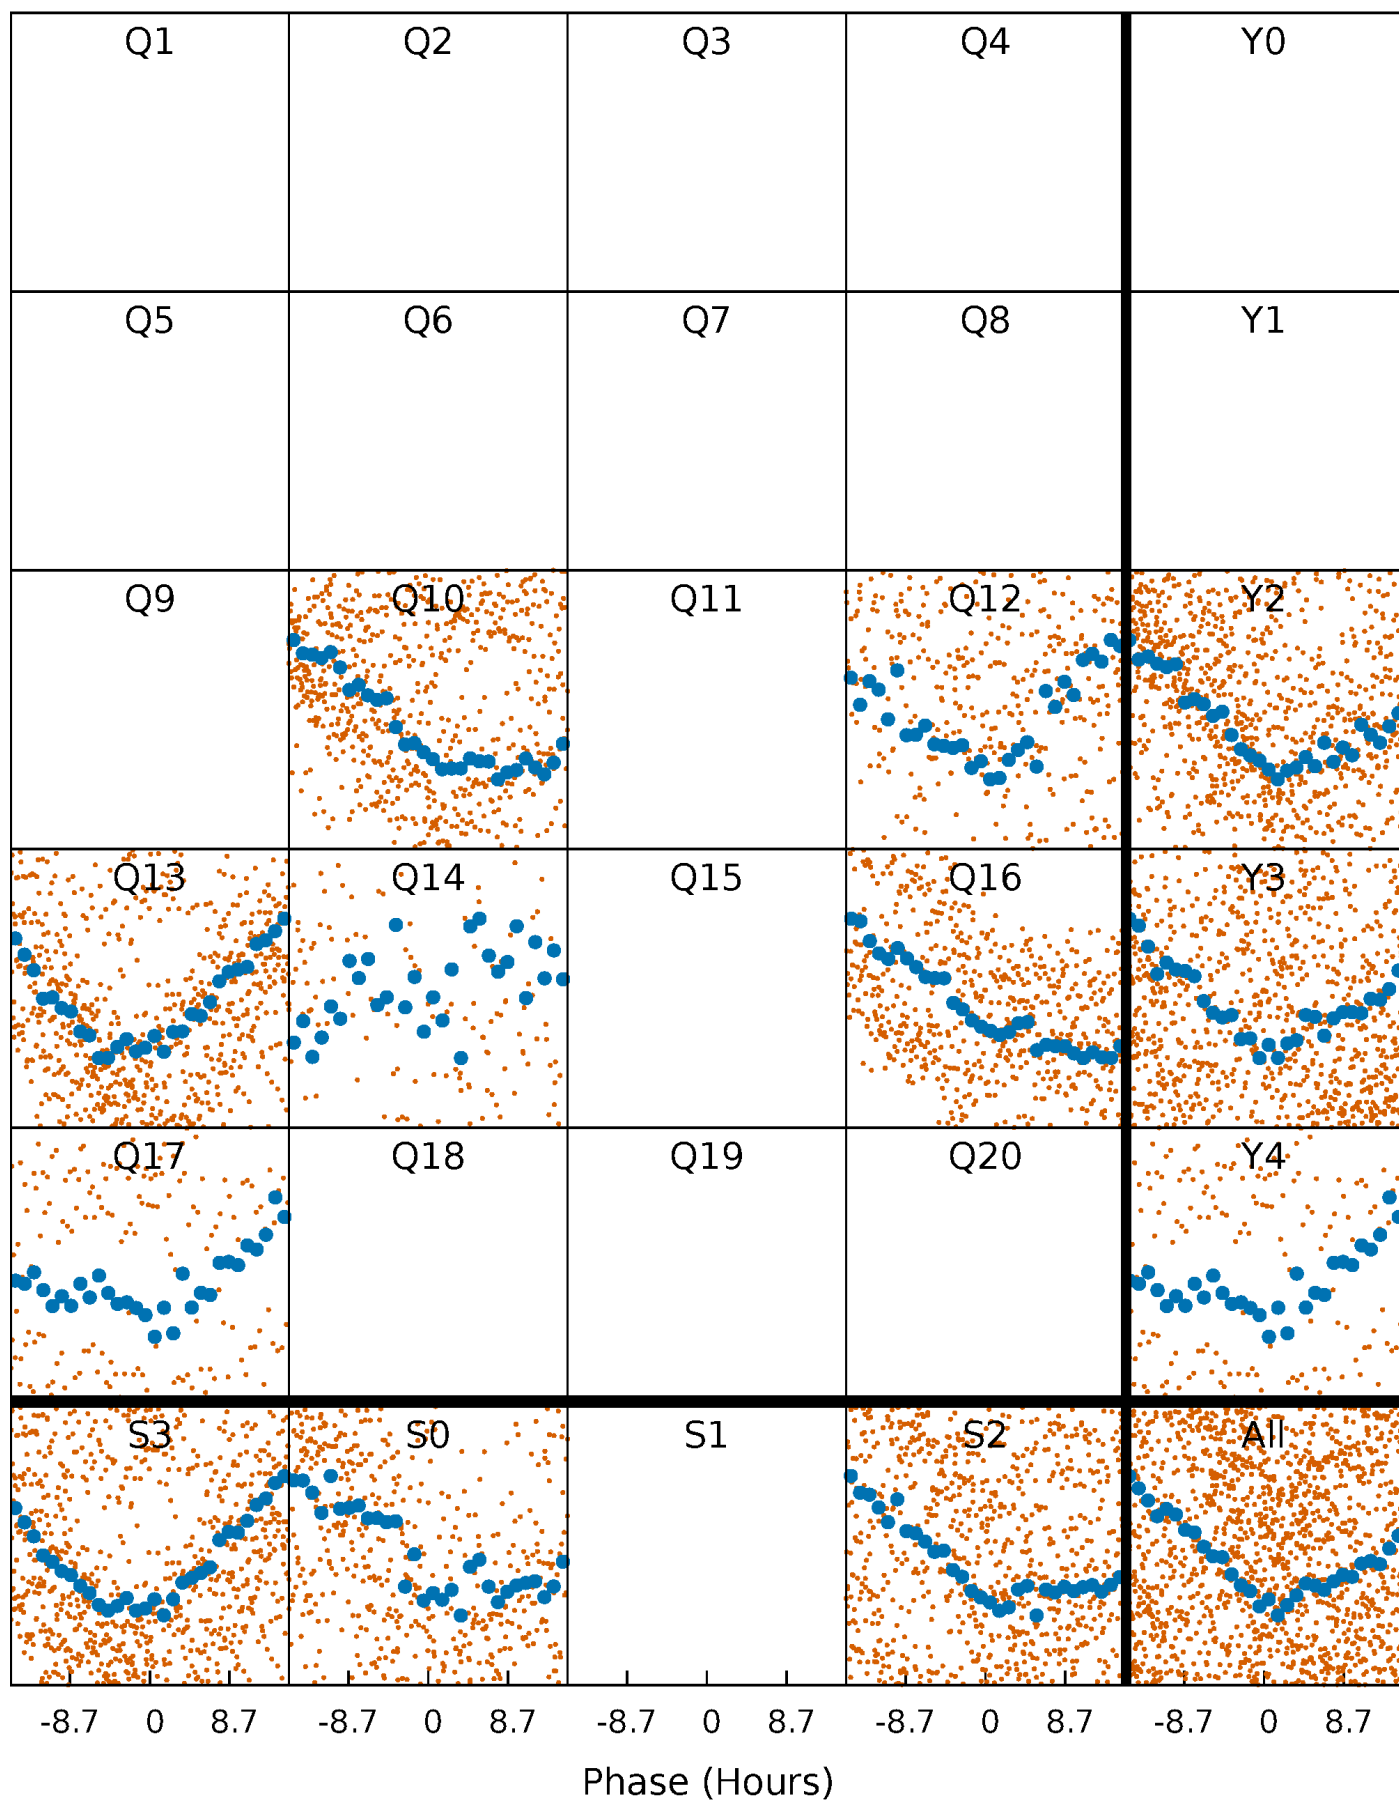 Q1 Q2 Q3 Q4 Y0
Q5 Q6 Q7 Q8 Y1
Q9 Q10 Q11 Q12 Y2
Q13 Q14 Q15 Q16 Y3
Q17 Q18 Q19 Q20 Y4
S3 S0 S1 S2 All
-8.7 0 8.7 -8.7 0 8.7 -8.7 0 8.7 -8.7 0 8.7 -8.7 0 8.7
Phase (Hours)